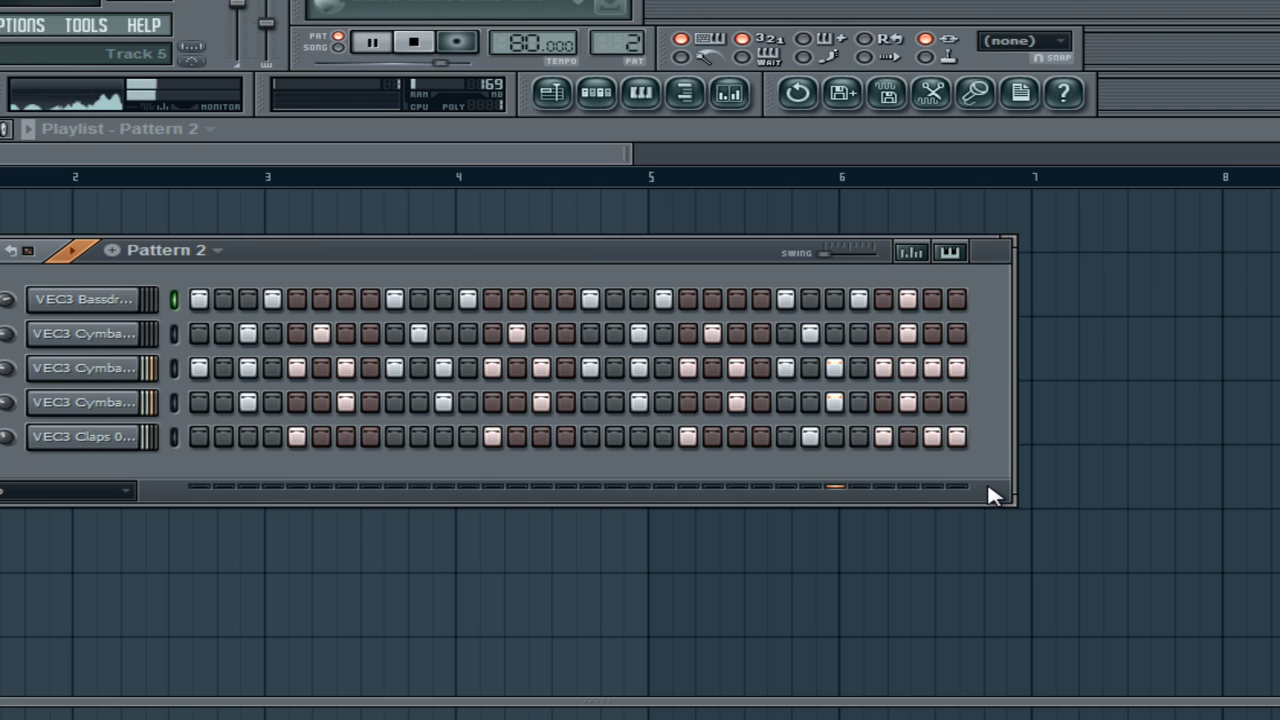 PTIONS TOOLS HELP
Track 5
PAT
SONG
80.000
TEMPO
2
PAT
321
WAIT
(none)
SNAP
MONITOR
169
RAM MB
CPU POLY
Playlist - Pattern 2
2 3 4 5 6 7 8
Pattern 2
SWING
VEC3 Bassdr...
VEC3 Cymba...
VEC3 Cymba...
VEC3 Cymba...
VEC3 Claps 0...